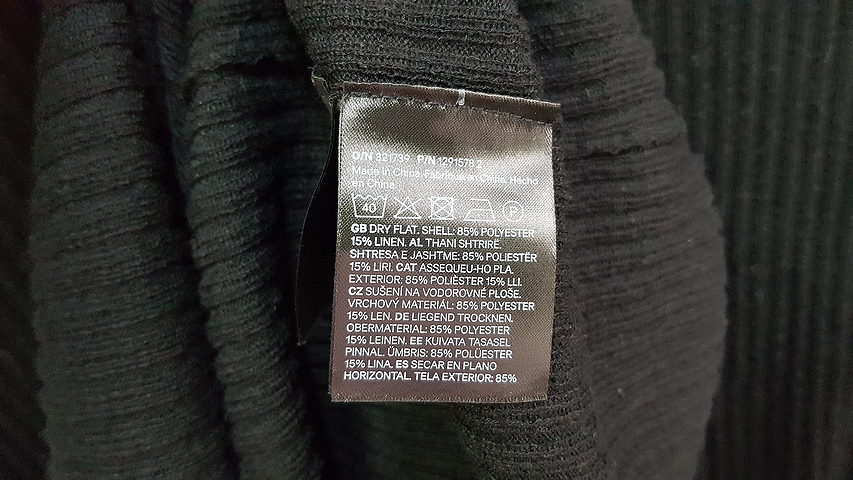 O/N 321739 P/N 1291578 2
Made in China. Fabriqué en Chine. Hecho
en China
40 P
GB DRY FLAT. SHELL: 85% POLYESTER
15% LINEN. AL THANI SHTRIRË.
SHTRESA E JASHTME: 85% POLIESTËR
15% LIRI. CAT ASSEQUEU-HO PLA.
EXTERIOR: 85% POLIÈSTER 15% LLI.
CZ SUŠENÍ NA VODOROVNÉ PLOŠE.
VRCHOVÝ MATERIÁL: 85% POLYESTER
15% LEN. DE LIEGEND TROCKNEN.
OBERMATERIAL: 85% POLYESTER
15% LEINEN. EE KUIVATA TASASEL
PINNAL. ÜMBRIS: 85% POLÜESTER
15% LINA. ES SECAR EN PLANO
HORIZONTAL. TELA EXTERIOR: 85%